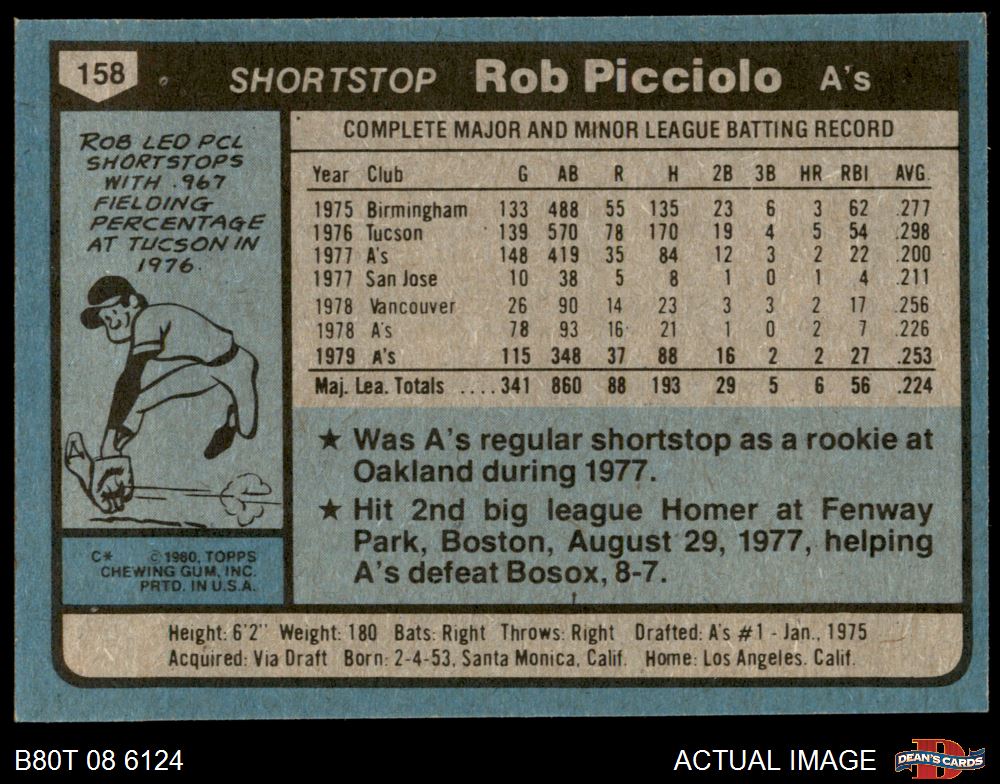 158 SHORTSTOP Rob Picciolo A's
ROB LED PCL
SHORTSTOPS
WITH .967
FIELDING
PERCENTAGE
AT TUCSON IN
1976.
C* © 1980, TOPPS
CHEWING GUM, INC.
PRTD. IN U.S.A.
COMPLETE MAJOR AND MINOR LEAGUE BATTING RECORD
Year Club G AB R H 2B 3B HR RBI AVG.
1975 Birmingham 133 488 55 135 23 6 3 62 .277
1976 Tucson 139 570 78 170 19 4 5 54 .298
1977 A's 148 419 35 84 12 3 2 22 .200
1977 San Jose 10 38 5 8 1 0 1 4 .211
1978 Vancouver 26 90 14 23 3 3 2 17 .256
1978 A's 78 93 16 21 1 0 2 7 .226
1979 A's 115 348 37 88 16 2 2 27 .253
Maj. Lea. Totals ....341 860 88 193 29 5 6 56 .224
★ Was A's regular shortstop as a rookie at
Oakland during 1977.
★ Hit 2nd big league Homer at Fenway
Park, Boston, August 29, 1977, helping
A's defeat Bosox, 8-7.
Height: 6'2" Weight: 180 Bats: Right Throws: Right Drafted: A's #1 - Jan., 1975
Acquired: Via Draft Born: 2-4-53, Santa Monica, Calif. Home: Los Angeles, Calif.
B80T 08 6124 ACTUAL IMAGE DEAN'S CARDS